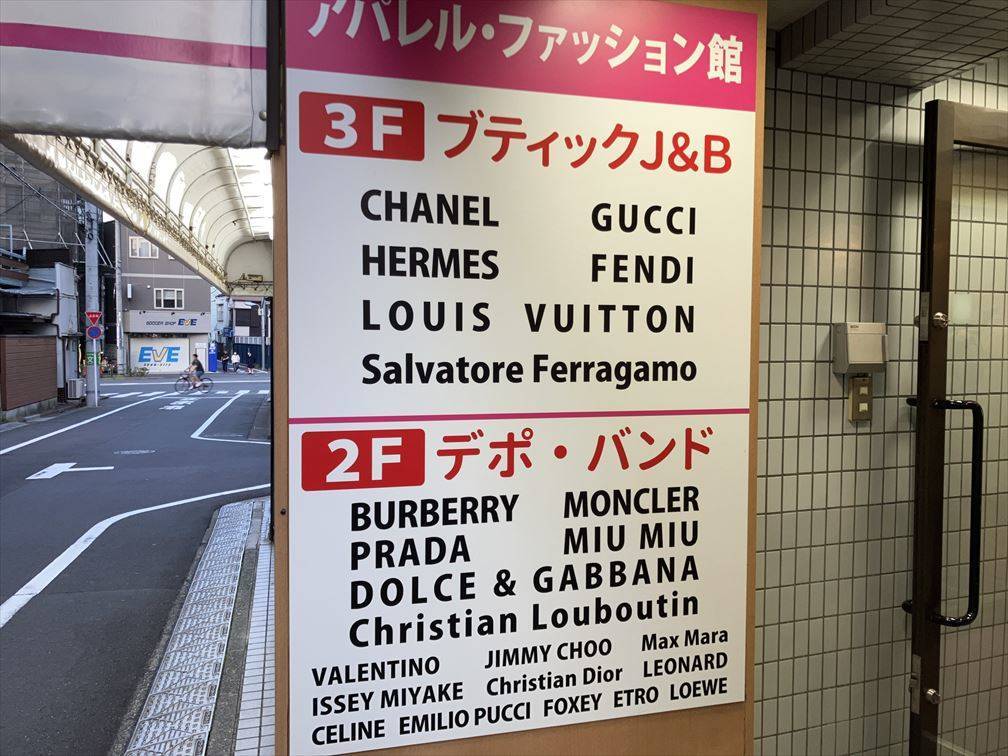 アパレル・ファッション館
3F ブティックJ&B
CHANEL GUCCI
HERMES FENDI
LOUIS VUITTON
Salvatore Ferragamo
2F デポ・バンド
BURBERRY MONCLER
PRADA MIU MIU
DOLCE & GABBANA
Christian Louboutin
VALENTINO JIMMY CHOO Max Mara
ISSEY MIYAKE Christian Dior LEONARD
CELINE EMILIO PUCCI FOXEY ETRO LOEWE
SOCCER SHOP EVE
EVE